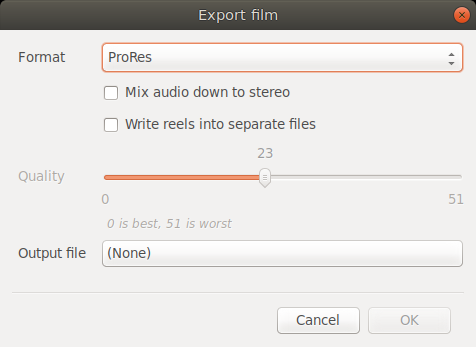 Export film
Format ProRes
Mix audio down to stereo
Write reels into separate files
23
Quality
0 51
0 is best, 51 is worst
Output file (None)
Cancel OK